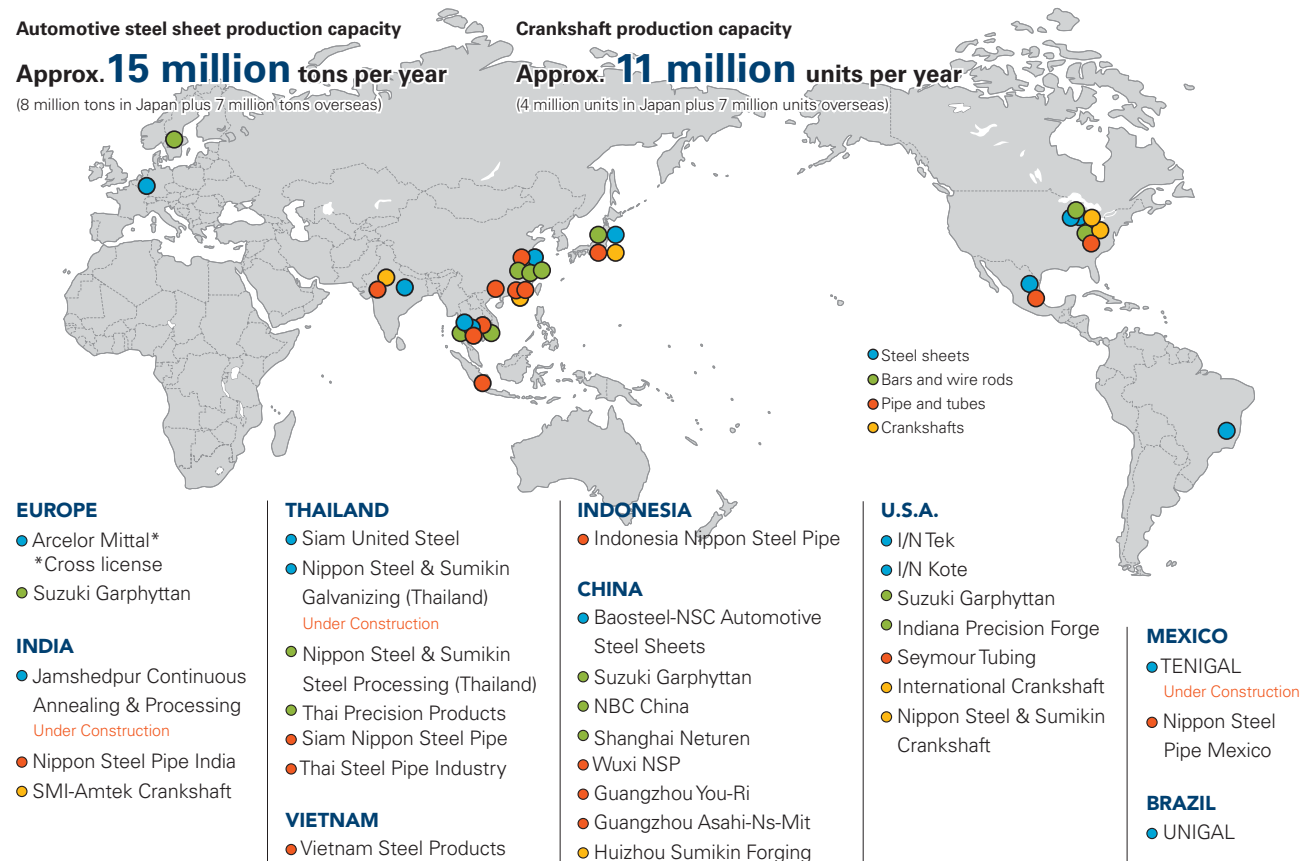 Automotive steel sheet production capacity
Approx. 15 million tons per year
(8 million tons in Japan plus 7 million tons overseas)
Crankshaft production capacity
Approx. 11 million units per year
(4 million units in Japan plus 7 million units overseas)
Steel sheets
Bars and wire rods
Pipe and tubes
Crankshafts
EUROPE
Arcelor Mittal*
*Cross license
Suzuki Garphyttan
INDIA
Jamshedpur Continuous
Annealing & Processing
Under Construction
Nippon Steel Pipe India
SMI-Amtek Crankshaft
THAILAND
Siam United Steel
Nippon Steel & Sumikin
Galvanizing (Thailand)
Under Construction
Nippon Steel & Sumikin
Steel Processing (Thailand)
Thai Precision Products
Siam Nippon Steel Pipe
Thai Steel Pipe Industry
VIETNAM
Vietnam Steel Products
INDONESIA
Indonesia Nippon Steel Pipe
CHINA
Baosteel-NSC Automotive
Steel Sheets
Suzuki Garphyttan
NBC China
Shanghai Neturen
Wuxi NSP
Guangzhou You-Ri
Guangzhou Asahi-Ns-Mit
Huizhou Sumikin Forging
U.S.A.
I/N Tek
I/N Kote
Suzuki Garphyttan
Indiana Precision Forge
Seymour Tubing
International Crankshaft
Nippon Steel & Sumikin
Crankshaft
MEXICO
TENIGAL
Under Construction
Nippon Steel
Pipe Mexico
BRAZIL
UNIGAL